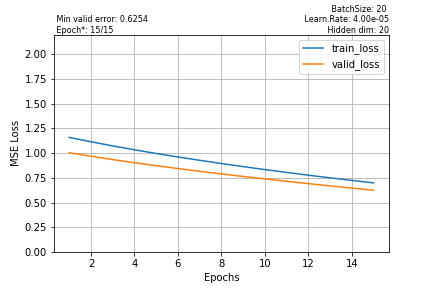 BatchSize: 20
Min valid error: 0.6254
Learn.Rate: 4.00e-05
Epoch*: 15/15
Hidden dim: 20
train_loss
valid_loss
2.00
1.75
1.50
1.25
1.00
0.75
0.50
0.25
0.00
MSE Loss
2 4 6 8 10 12 14
Epochs